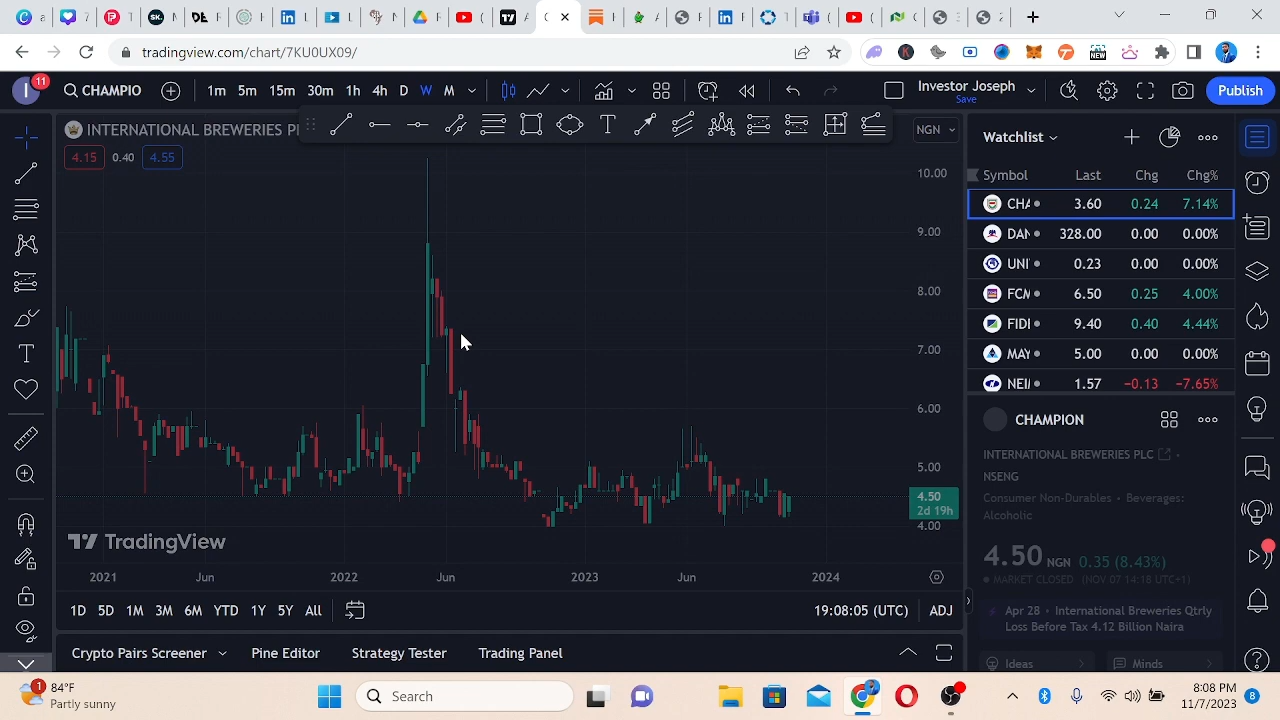 tradingview.com/chart/7KU0UX09/
11
CHAMPIO 1m 5m 15m 30m 1h 4h D W M Investor Joseph Save Publish
INTERNATIONAL BREWERIES PL NGN
4.15 0.40 4.55
10.00
9.00
8.00
7.00
6.00
5.00
4.50
2d 19h
4.00
TradingView
2021 Jun 2022 Jun 2023 Jun 2024
1D 5D 1M 3M 6M YTD 1Y 5Y All 19:08:05 (UTC) ADJ
Crypto Pairs Screener Pine Editor Strategy Tester Trading Panel
Watchlist
Symbol Last Chg Chg%
CHA 3.60 0.24 7.14%
DAN 328.00 0.00 0.00%
UNI 0.23 0.00 0.00%
FCM 6.50 0.25 4.00%
FIDI 9.40 0.40 4.44%
MAY 5.00 0.00 0.00%
NEI 1.57 −0.13 −7.65%
CHAMPION
INTERNATIONAL BREWERIES PLC
NSENG
Consumer Non-Durables • Beverages:
Alcoholic
4.50 NGN 0.35 (8.43%)
MARKET CLOSED (NOV 07 14:18 UTC+1)
Apr 28 • International Breweries Qtrly
Loss Before Tax 4.12 Billion Naira
Ideas Minds
84°F
Partly sunny
Search
8:08 PM
11/7/2023
8